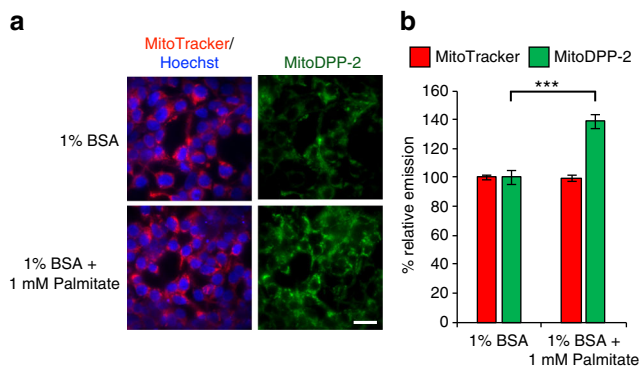 a
MitoTracker/
Hoechst
MitoDPP-2
1% BSA
1% BSA +
1 mM Palmitate
b
MitoTracker
MitoDPP-2
***
% relative emission
160
140
120
100
80
60
40
20
0
1% BSA
1% BSA +
1 mM Palmitate